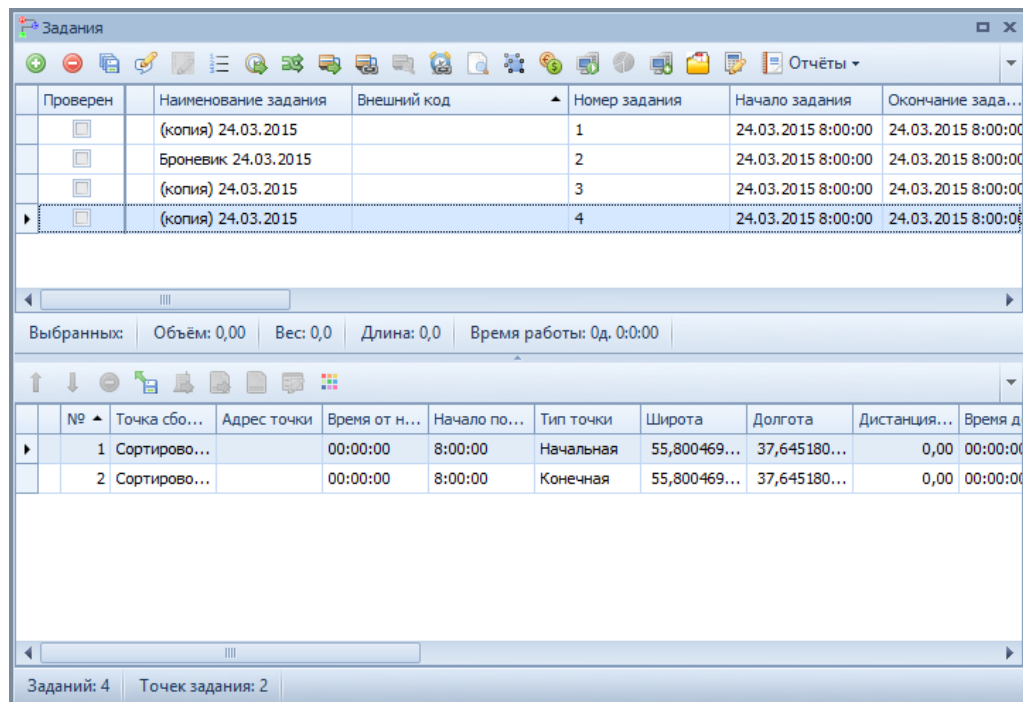 Задания
Отчёты
Проверен Наименование задания Внешний код Номер задания Начало задания Окончание зада...
(копия) 24.03.2015 1 24.03.2015 8:00:00 24.03.2015 8:00:00
Броневик 24.03.2015 2 24.03.2015 8:00:00 24.03.2015 8:00:00
(копия) 24.03.2015 3 24.03.2015 8:00:00 24.03.2015 8:00:00
(копия) 24.03.2015 4 24.03.2015 8:00:00 24.03.2015 8:00:00
Выбранных: Объём: 0,00 Вес: 0,0 Длина: 0,0 Время работы: 0д. 0:0:00
№ Точка сбо... Адрес точки Время от н... Начало по... Тип точки Широта Долгота Дистанция... Время д
1 Сортирово... 00:00:00 8:00:00 Начальная 55,800469... 37,645180... 0,00 00:00:00
2 Сортирово... 00:00:00 8:00:00 Конечная 55,800469... 37,645180... 0,00 00:00:00
Заданий: 4 Точек задания: 2